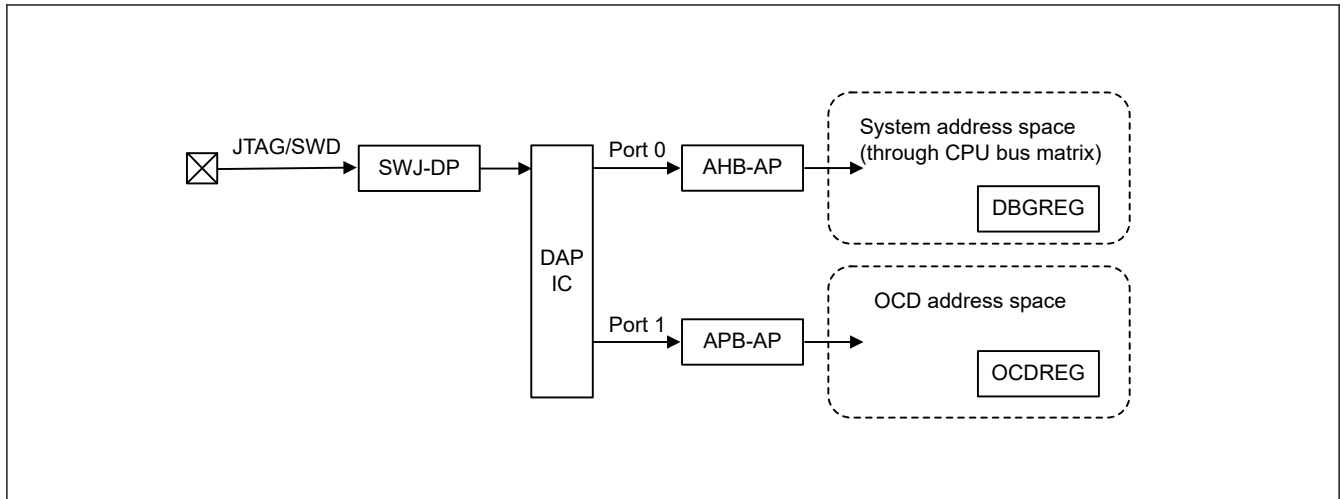 JTAG/SWD
SWJ-DP
DAP
IC
Port 0
AHB-AP
System address space
(through CPU bus matrix)
DBGREG
Port 1
APB-AP
OCD address space
OCDREG